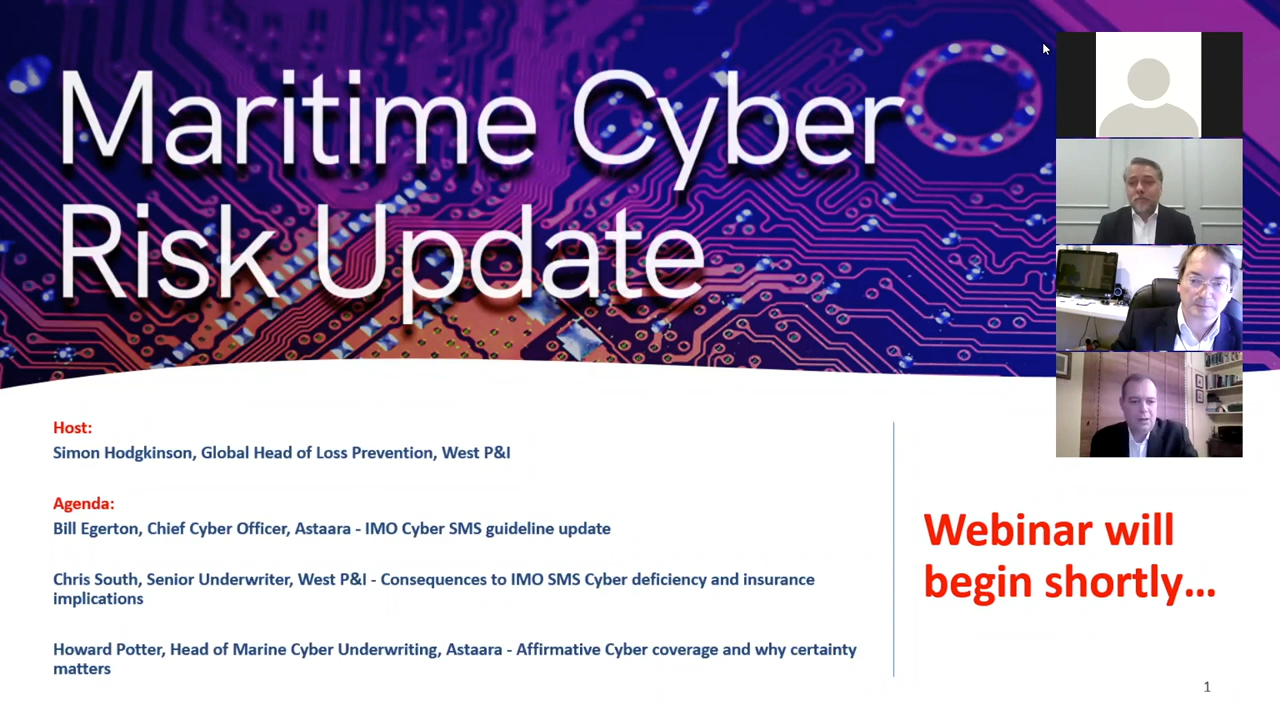 Maritime Cyber
Risk Update
Host:
Simon Hodgkinson, Global Head of Loss Prevention, West P&I
Agenda:
Bill Egerton, Chief Cyber Officer, Astaara - IMO Cyber SMS guideline update
Chris South, Senior Underwriter, West P&I - Consequences to IMO SMS Cyber deficiency and insurance
implications
Howard Potter, Head of Marine Cyber Underwriting, Astaara - Affirmative Cyber coverage and why certainty
matters
Webinar will
begin shortly...
1